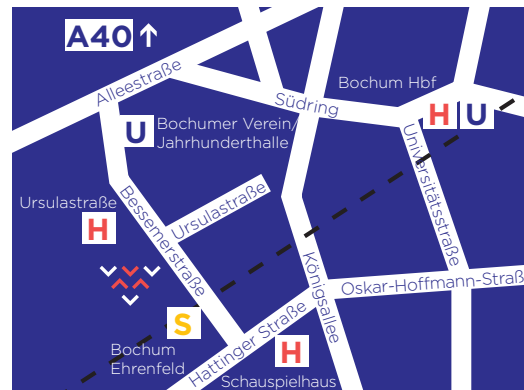 A40 ↑
Alleestraße
Bochum Hbf
H U
Südring
U
Bochumer Verein/
Jahrhunderthalle
Universitätsstraße
Ursulastraße
H
Bessemerstraße
Ursulastraße
Königsallee
Oskar-Hoffmann-Straß
S
Bochum
Ehrenfeld
Hattinger Straße
H
Schauspielhaus